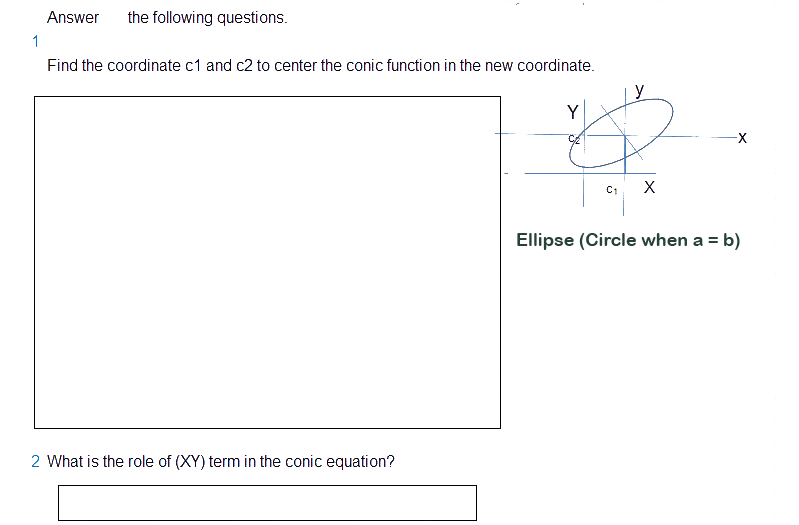 Answer the following questions.
1
Find the coordinate c1 and c2 to center the conic function in the new coordinate.
y
Y
c2
X
c1
X
Ellipse (Circle when a = b)
2 What is the role of (XY) term in the conic equation?